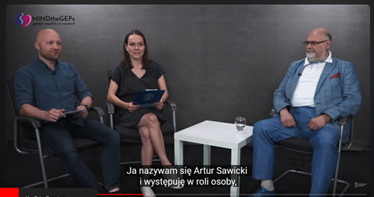 MINDtheGEPs
Ja nazywam się Artur Sawicki
i występuję w roli osoby,